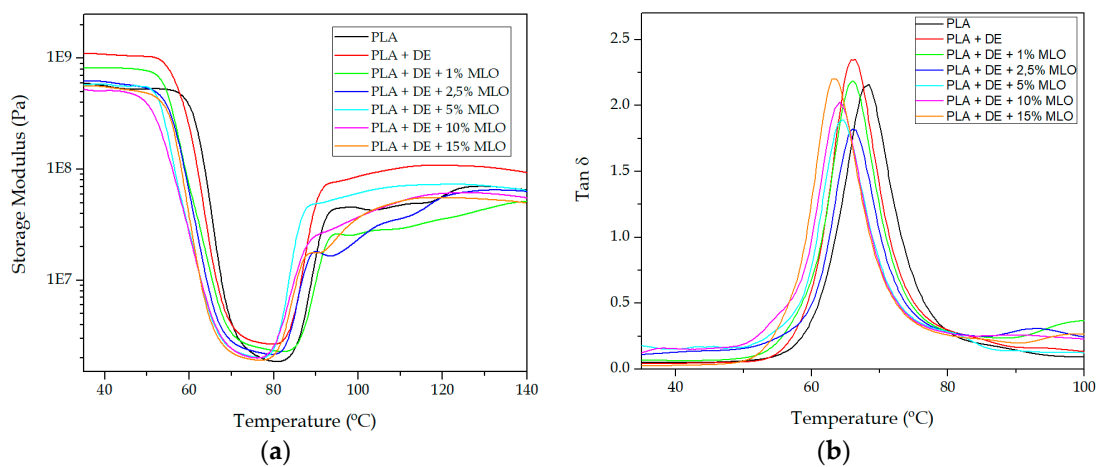 1E9
1E8
1E7
Storage Modulus (Pa)
PLA
PLA + DE
PLA + DE + 1% MLO
PLA + DE + 2,5% MLO
PLA + DE + 5% MLO
PLA + DE + 10% MLO
PLA + DE + 15% MLO
40 60 80 100 120 140
Temperature (ºC)
(a)
2.5
2.0
1.5
1.0
0.5
0.0
Tan δ
PLA
PLA + DE
PLA + DE + 1% MLO
PLA + DE + 2,5% MLO
PLA + DE + 5% MLO
PLA + DE + 10% MLO
PLA + DE + 15% MLO
40 60 80 100
Temperature (ºC)
(b)